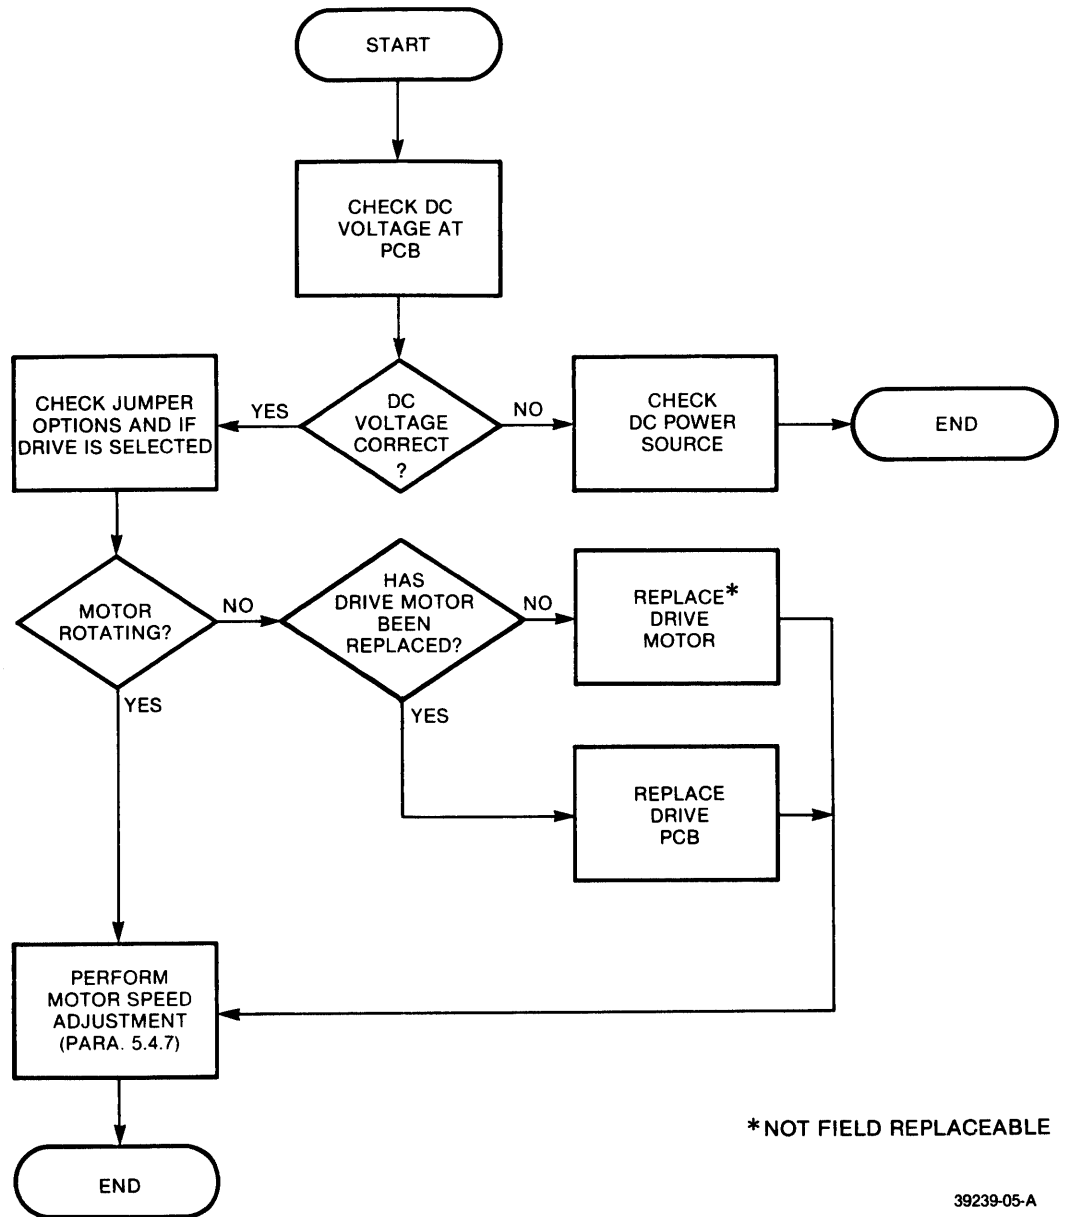 START
CHECK DC
VOLTAGE AT
PCB
CHECK JUMPER
OPTIONS AND IF
DRIVE IS SELECTED
YES
DC
VOLTAGE
CORRECT
?
NO
CHECK
DC POWER
SOURCE
END
MOTOR
ROTATING?
NO
HAS
DRIVE MOTOR
BEEN
REPLACED?
NO
REPLACE*
DRIVE
MOTOR
YES
YES
REPLACE
DRIVE
PCB
PERFORM
MOTOR SPEED
ADJUSTMENT
(PARA. 5.4.7)
*NOT FIELD REPLACEABLE
END
39239-05-A